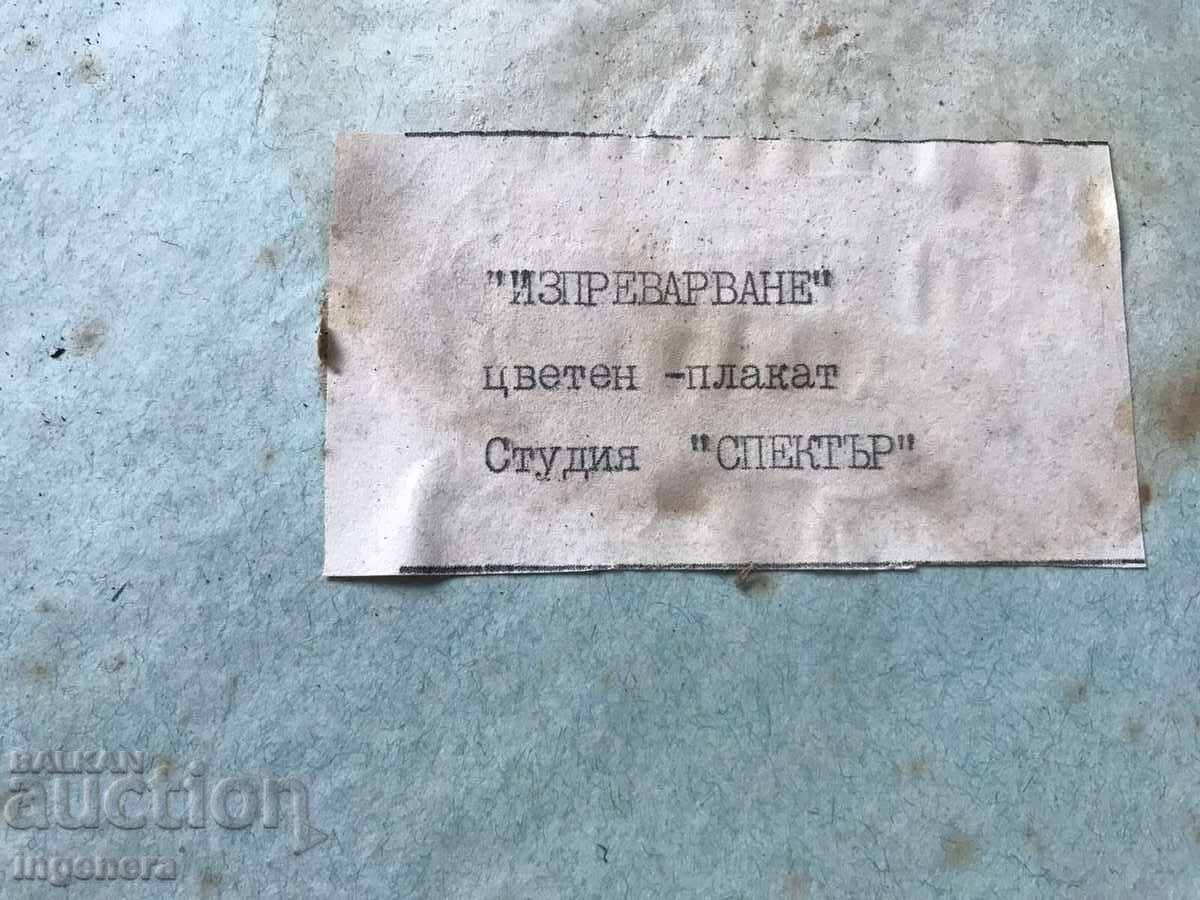 "ИЗПРЕВАРВАНЕ"
цветен -плакат
Студия "СПЕКТЪР"
BALKAN
auction
ingenera